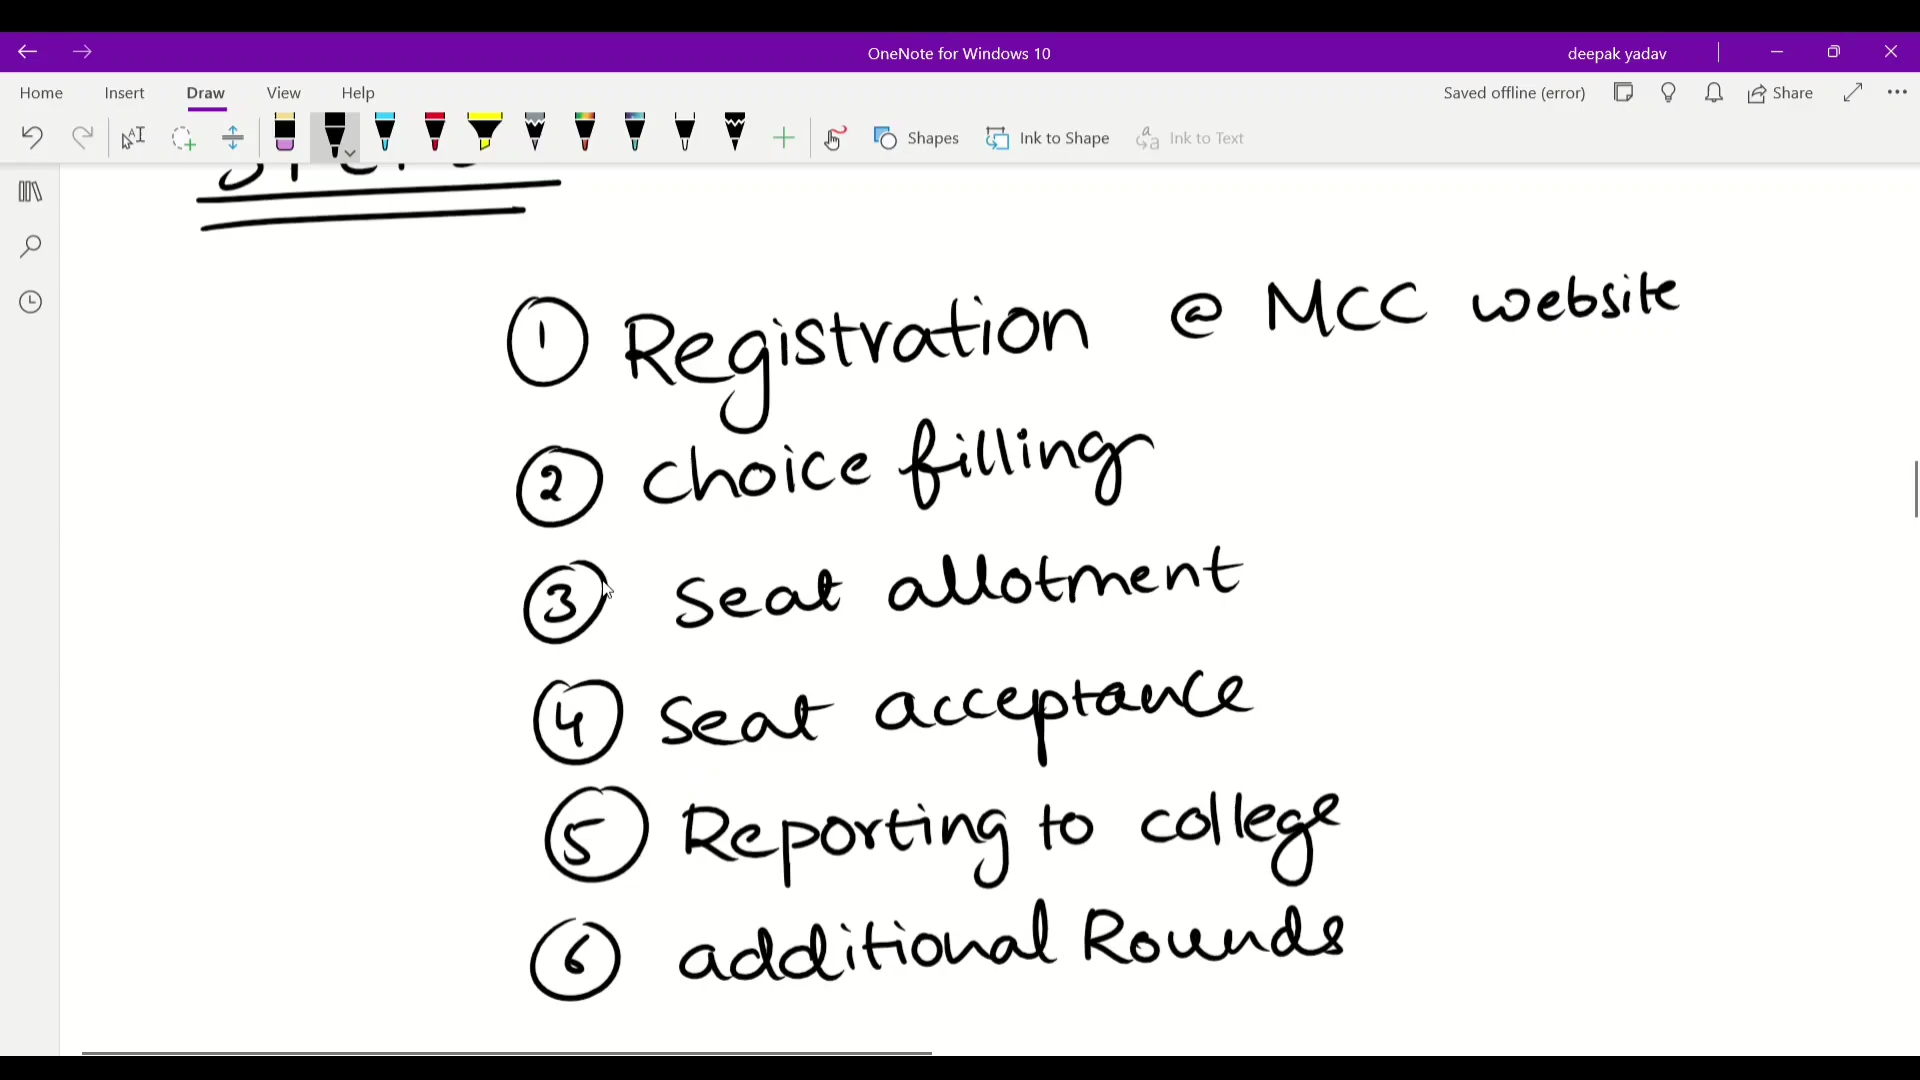 OneNote for Windows 10
deepak yadav
Home Insert Draw View Help
Saved offline (error)
Share
Shapes
Ink to Shape
Ink to Text
1 Registration @ MCC website
2 choice filling
3 Seat allotment
4 Seat acceptance
5 Reporting to college
6 additional Rounds